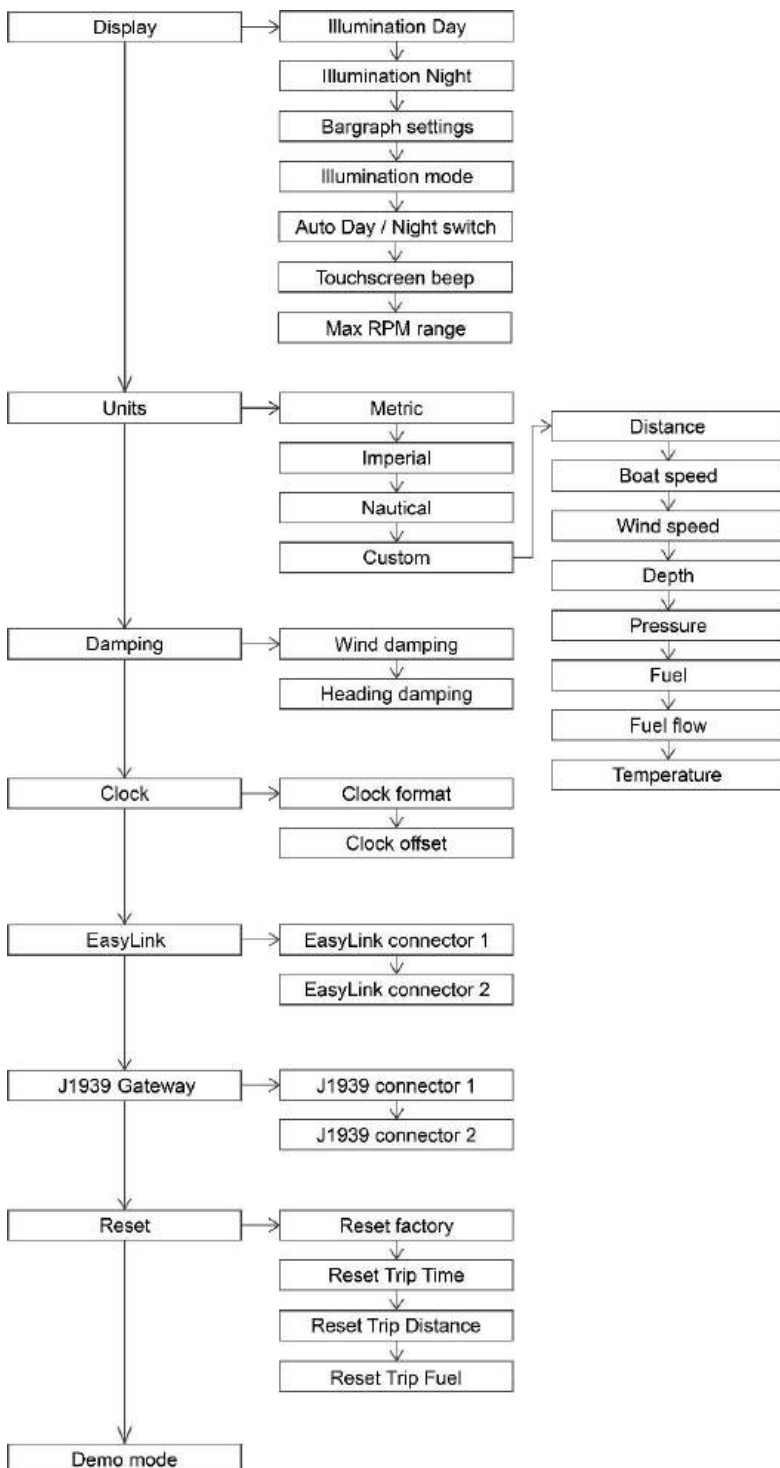 Display
Illumination Day
Illumination Night
Bargraph settings
Illumination mode
Auto Day / Night switch
Touchscreen beep
Max RPM range
Units
Metric
Imperial
Nautical
Custom
Distance
Boat speed
Wind speed
Depth
Pressure
Fuel
Fuel flow
Temperature
Damping
Wind damping
Heading damping
Clock
Clock format
Clock offset
EasyLink
EasyLink connector 1
EasyLink connector 2
J1939 Gateway
J1939 connector 1
J1939 connector 2
Reset
Reset factory
Reset Trip Time
Reset Trip Distance
Reset Trip Fuel
Demo mode